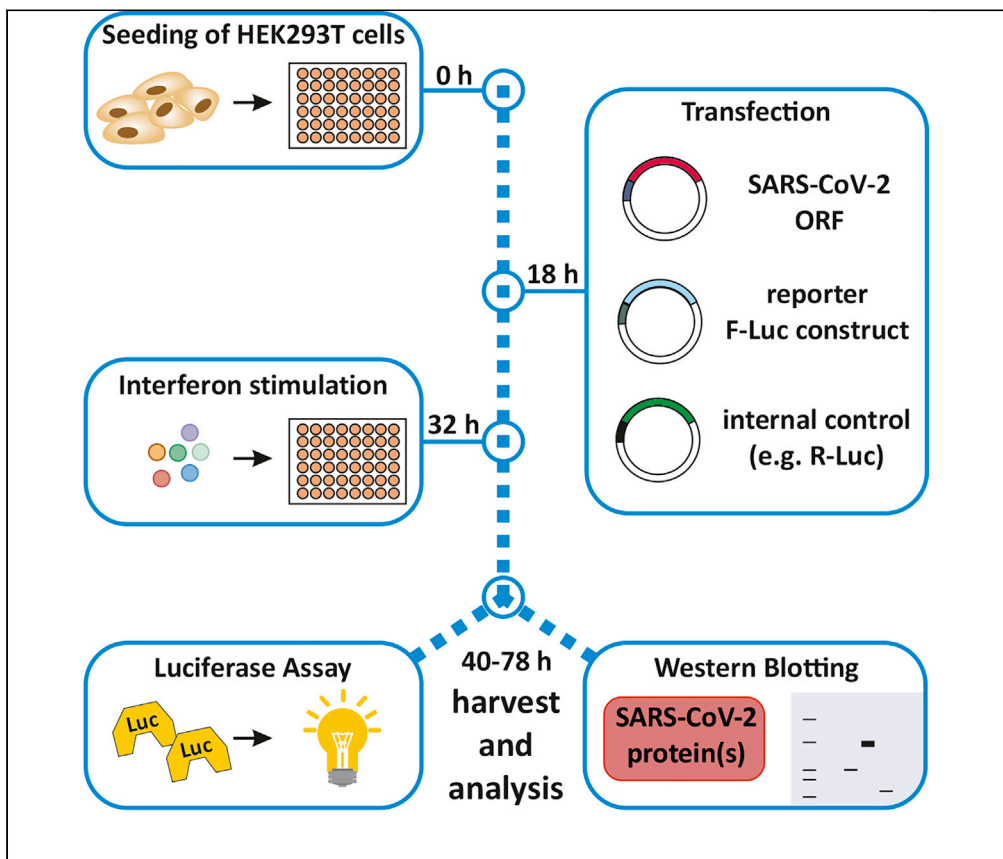 Seeding of HEK293T cells
0 h
Transfection
SARS-CoV-2
ORF
18 h
reporter
F-Luc construct
internal control
(e.g. R-Luc)
Interferon stimulation
32 h
40-78 h
harvest
and
analysis
Luciferase Assay
Luc
Luc
Western Blotting
SARS-CoV-2
protein(s)